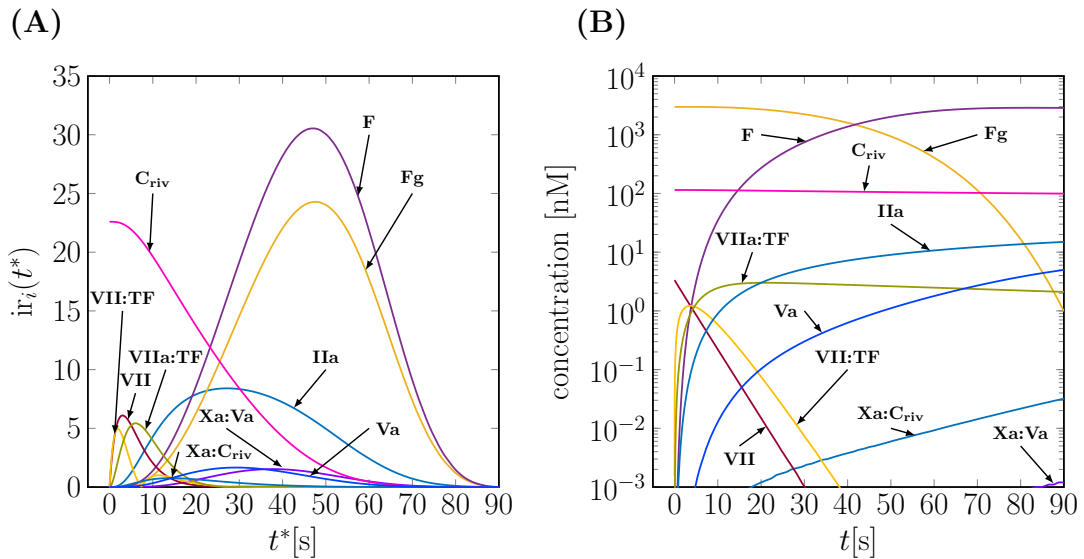 (A)
35
30
25
20
15
10
5
0
0 10 20 30 40 50 60 70 80 90
ir_i(t*)
t*[s]
F
Fg
C_riv
VII:TF
VIIa:TF
VII
IIa
Xa:Va
Va
Xa:C_riv
(B)
10^4
10^3
10^2
10^1
10^0
10^−1
10^−2
10^−3
0 10 20 30 40 50 60 70 80 90
concentration [nM]
t[s]
F
Fg
C_riv
IIa
VIIa:TF
Va
VII:TF
Xa:C_riv
VII
Xa:Va